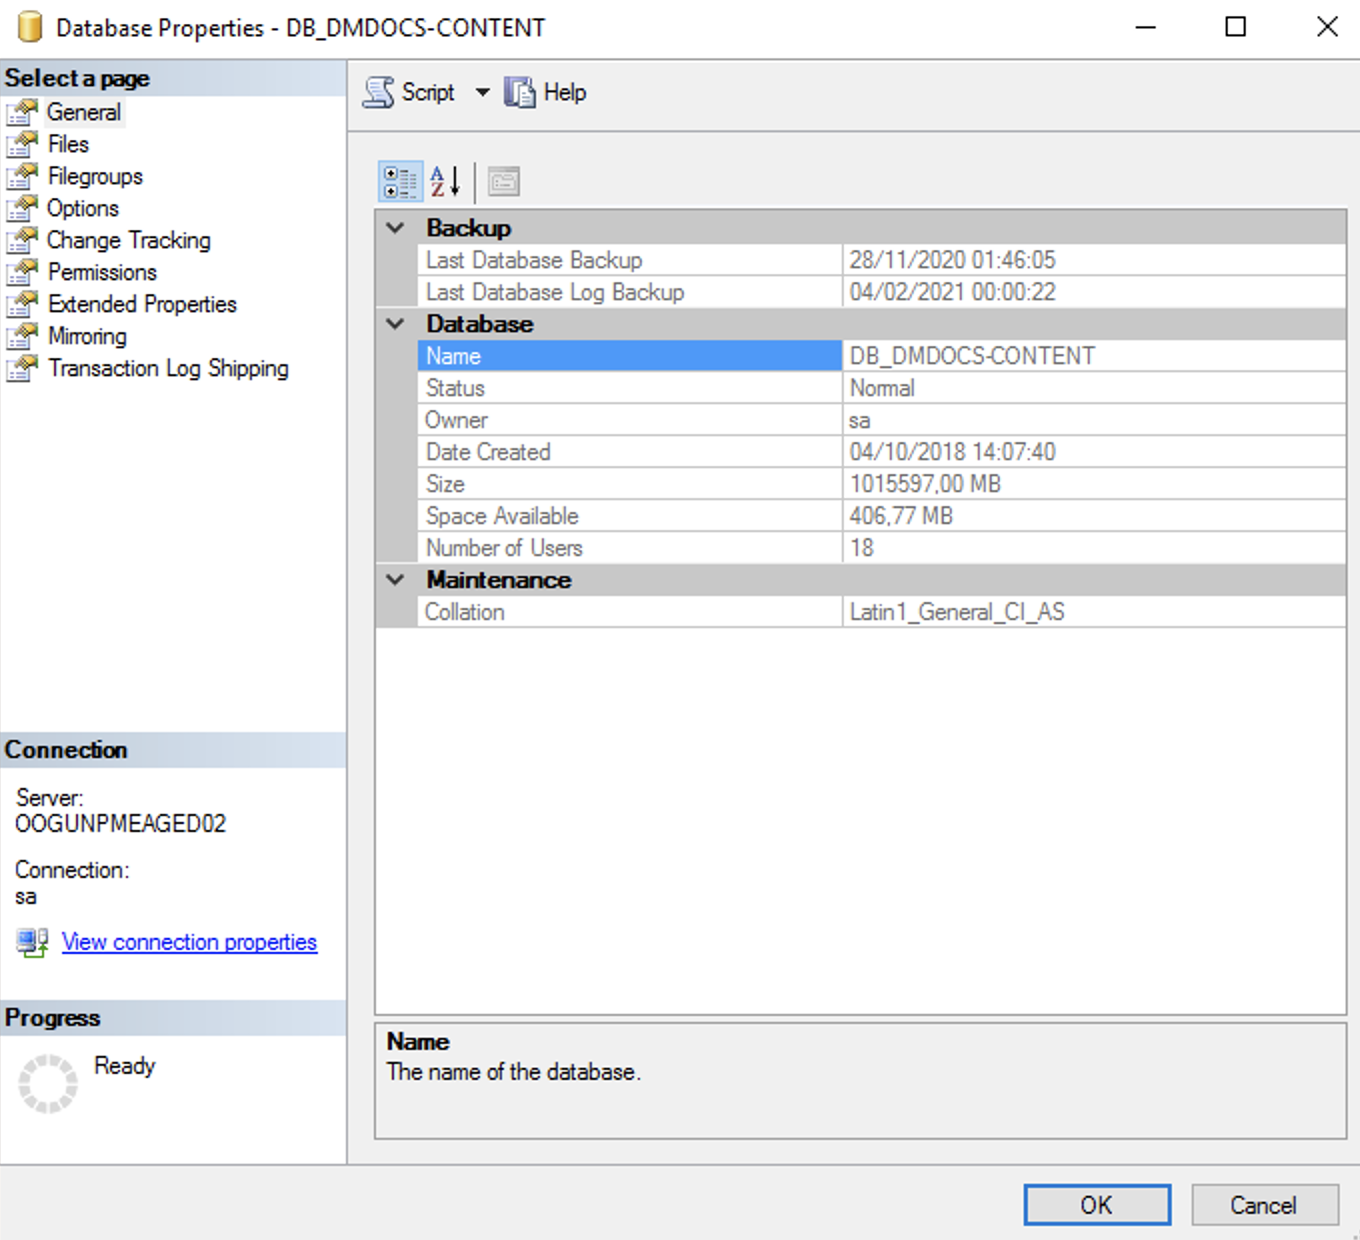 Database Properties - DB_DMDOCS-CONTENT
Select a page
General
Files
Filegroups
Options
Change Tracking
Permissions
Extended Properties
Mirroring
Transaction Log Shipping
Script
Help
Backup
Last Database Backup 28/11/2020 01:46:05
Last Database Log Backup 04/02/2021 00:00:22
Database
Name DB_DMDOCS-CONTENT
Status Normal
Owner sa
Date Created 04/10/2018 14:07:40
Size 1015597,00 MB
Space Available 406,77 MB
Number of Users 18
Maintenance
Collation Latin1_General_CI_AS
Connection
Server:
OOGUNPMEAGED02
Connection:
sa
View connection properties
Progress
Ready
Name
The name of the database.
OK
Cancel